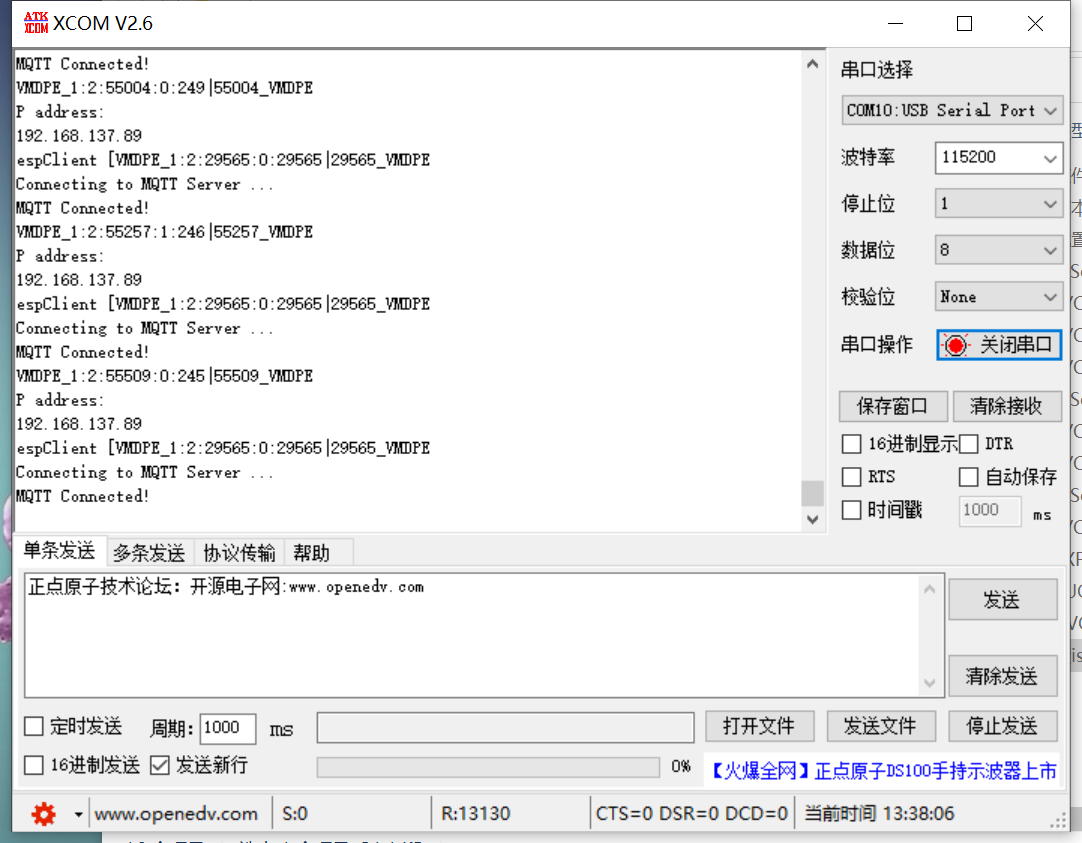 ATK XCOM XCOM V2.6
MQTT Connected!
VMDPE_1:2:55004:0:249|55004_VMDPE
P address:
192.168.137.89
espClient [VMDPE_1:2:29565:0:29565|29565_VMDPE
Connecting to MQTT Server ...
MQTT Connected!
VMDPE_1:2:55257:1:246|55257_VMDPE
P address:
192.168.137.89
espClient [VMDPE_1:2:29565:0:29565|29565_VMDPE
Connecting to MQTT Server ...
MQTT Connected!
VMDPE_1:2:55509:0:245|55509_VMDPE
P address:
192.168.137.89
espClient [VMDPE_1:2:29565:0:29565|29565_VMDPE
Connecting to MQTT Server ...
MQTT Connected!
串口选择
COM10:USB Serial Port
波特率 115200
停止位 1
数据位 8
校验位 None
串口操作 关闭串口
保存窗口 清除接收
16进制显示 DTR
RTS 自动保存
时间戳 1000 ms
单条发送 多条发送 协议传输 帮助
正点原子技术论坛：开源电子网:www.openedv.com
发送
清除发送
定时发送 周期: 1000 ms 打开文件 发送文件 停止发送
16进制发送 发送新行 0% 【火爆全网】正点原子DS100手持示波器上市
www.openedv.com S:0 R:13130 CTS=0 DSR=0 DCD=0 当前时间 13:38:06